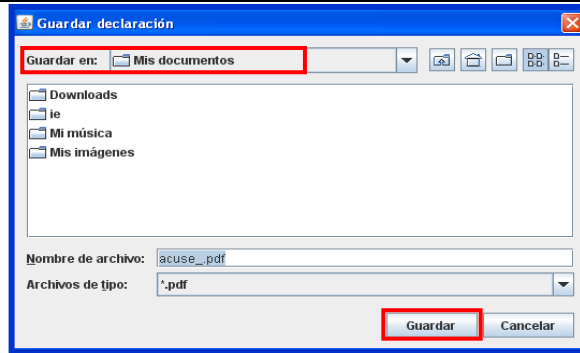 Guardar declaración
Guardar en: Mis documentos
Downloads
ie
Mi música
Mis imágenes
Nombre de archivo: acuse_.pdf
Archivos de tipo: *.pdf
Guardar Cancelar